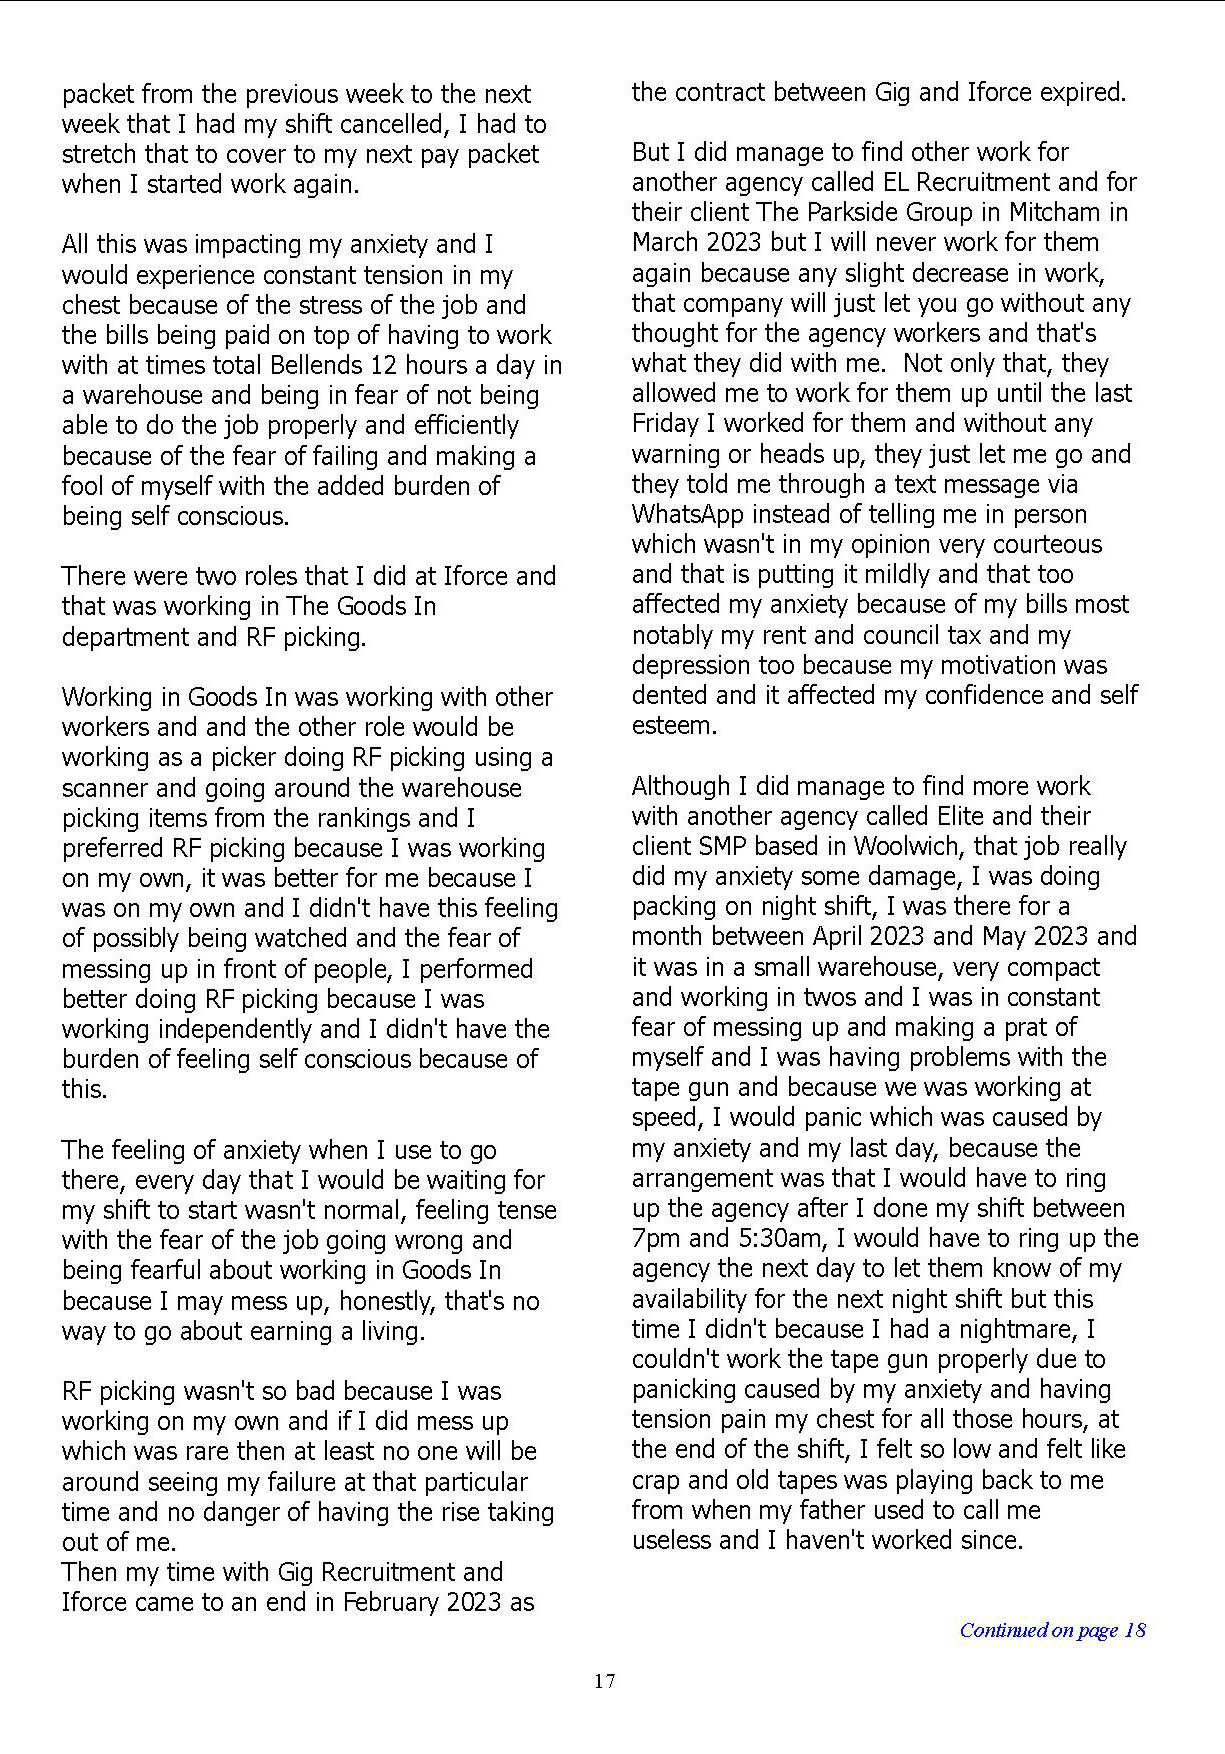 packet from the previous week to the next
week that I had my shift cancelled, I had to
stretch that to cover to my next pay packet
when I started work again.
All this was impacting my anxiety and I
would experience constant tension in my
chest because of the stress of the job and
the bills being paid on top of having to work
with at times total Bellends 12 hours a day in
a warehouse and being in fear of not being
able to do the job properly and efficiently
because of the fear of failing and making a
fool of myself with the added burden of
being self conscious.
There were two roles that I did at Iforce and
that was working in The Goods In
department and RF picking.
Working in Goods In was working with other
workers and and the other role would be
working as a picker doing RF picking using a
scanner and going around the warehouse
picking items from the rankings and I
preferred RF picking because I was working
on my own, it was better for me because I
was on my own and I didn't have this feeling
of possibly being watched and the fear of
messing up in front of people, I performed
better doing RF picking because I was
working independently and I didn't have the
burden of feeling self conscious because of
this.
The feeling of anxiety when I use to go
there, every day that I would be waiting for
my shift to start wasn't normal, feeling tense
with the fear of the job going wrong and
being fearful about working in Goods In
because I may mess up, honestly, that's no
way to go about earning a living.
RF picking wasn't so bad because I was
working on my own and if I did mess up
which was rare then at least no one will be
around seeing my failure at that particular
time and no danger of having the rise taking
out of me.
Then my time with Gig Recruitment and
Iforce came to an end in February 2023 as
the contract between Gig and Iforce expired.
But I did manage to find other work for
another agency called EL Recruitment and for
their client The Parkside Group in Mitcham in
March 2023 but I will never work for them
again because any slight decrease in work,
that company will just let you go without any
thought for the agency workers and that's
what they did with me.  Not only that, they
allowed me to work for them up until the last
Friday I worked for them and without any
warning or heads up, they just let me go and
they told me through a text message via
WhatsApp instead of telling me in person
which wasn't in my opinion very courteous
and that is putting it mildly and that too
affected my anxiety because of my bills most
notably my rent and council tax and my
depression too because my motivation was
dented and it affected my confidence and self
esteem.
Although I did manage to find more work
with another agency called Elite and their
client SMP based in Woolwich, that job really
did my anxiety some damage, I was doing
packing on night shift, I was there for a
month between April 2023 and May 2023 and
it was in a small warehouse, very compact
and working in twos and I was in constant
fear of messing up and making a prat of
myself and I was having problems with the
tape gun and because we was working at
speed, I would panic which was caused by
my anxiety and my last day, because the
arrangement was that I would have to ring
up the agency after I done my shift between
7pm and 5:30am, I would have to ring up the
agency the next day to let them know of my
availability for the next night shift but this
time I didn't because I had a nightmare, I
couldn't work the tape gun properly due to
panicking caused by my anxiety and having
tension pain my chest for all those hours, at
the end of the shift, I felt so low and felt like
crap and old tapes was playing back to me
from when my father used to call me
useless and I haven't worked since.
Continued on page 18
17